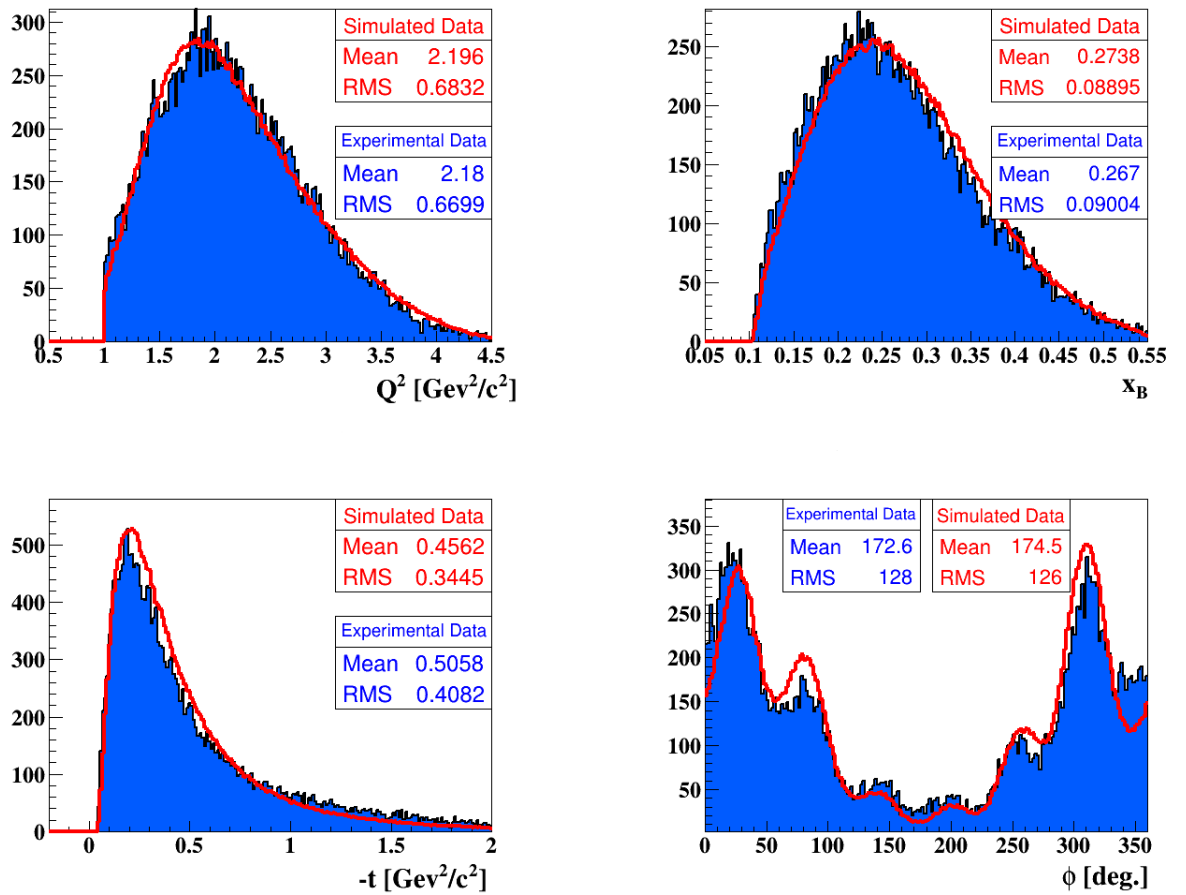 300
250
200
150
100
50
0
0.5 1 1.5 2 2.5 3 3.5 4 4.5
Q² [Gev²/c²]
Simulated Data
Mean 2.196
RMS 0.6832
Experimental Data
Mean 2.18
RMS 0.6699
250
200
150
100
50
0
0.05 0.1 0.15 0.2 0.25 0.3 0.35 0.4 0.45 0.5 0.55
x_B
Simulated Data
Mean 0.2738
RMS 0.08895
Experimental Data
Mean 0.267
RMS 0.09004
500
400
300
200
100
0
0 0.5 1 1.5 2
-t [Gev²/c²]
Simulated Data
Mean 0.4562
RMS 0.3445
Experimental Data
Mean 0.5058
RMS 0.4082
350
300
250
200
150
100
50
0 50 100 150 200 250 300 350
ϕ [deg.]
Experimental Data
Mean 172.6
RMS 128
Simulated Data
Mean 174.5
RMS 126